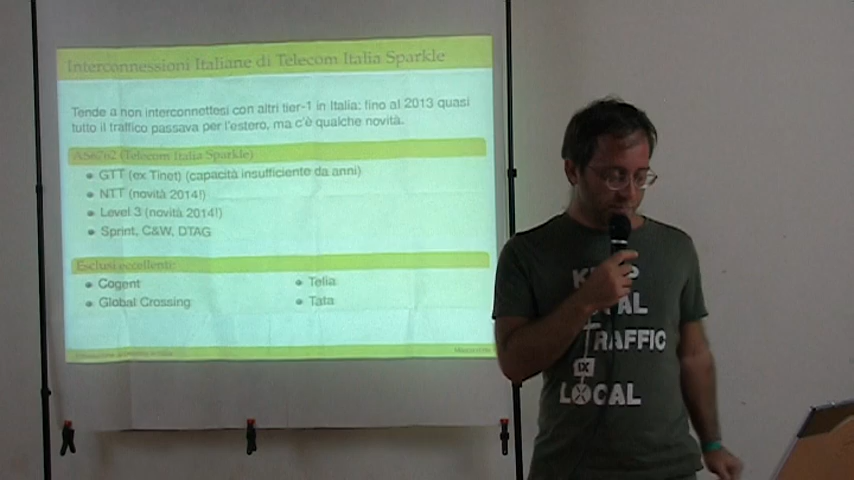 Interconnessioni Italiane di Telecom Italia Sparkle
Tende a non interconnettesi con altri tier-1 in Italia: fino al 2013 quasi
tutto il traffico passava per l'estero, ma c'è qualche novità.
AS6762 (Telecom Italia Sparkle)
GTT (ex Tinet) (capacità insufficiente da anni)
NTT (novità 2014!)
Level 3 (novità 2014!)
Sprint, C&W, DTAG
Esclusi eccellenti:
Cogent
Global Crossing
Telia
Tata
TRAFFIC
IX
LOCAL